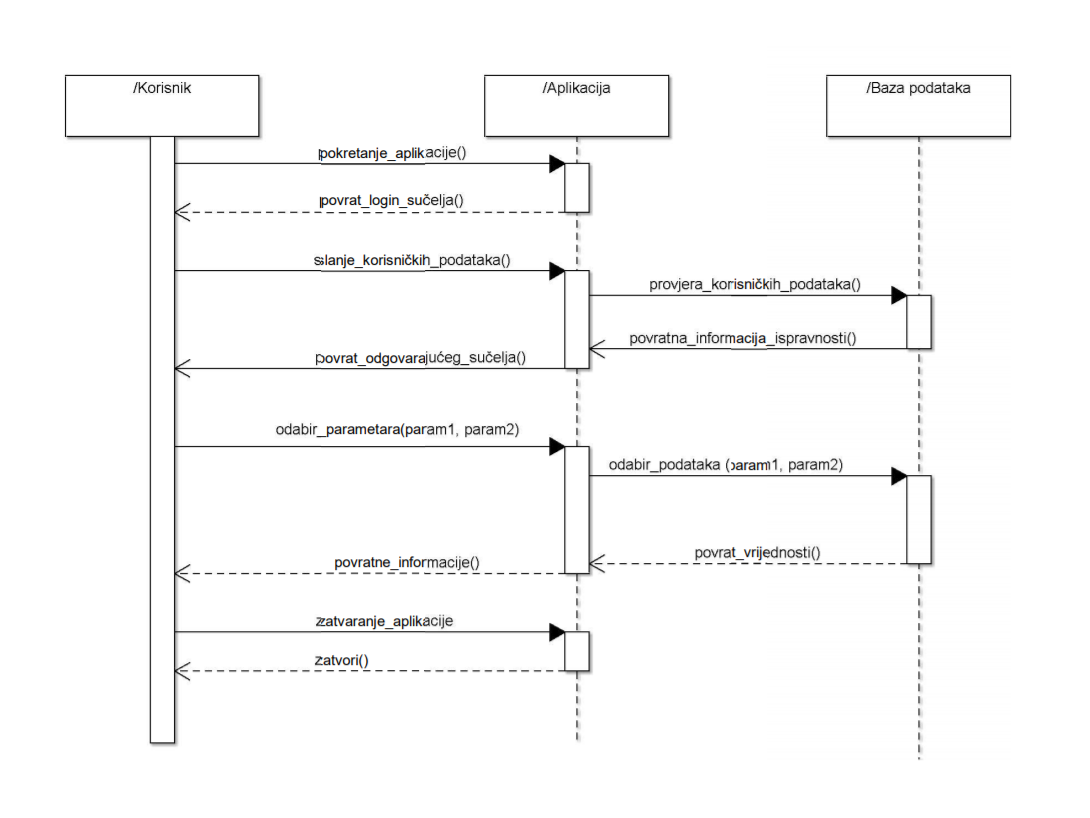 /Korisnik
/Aplikacija
/Baza podataka
pokretanje_aplikacije()
povrat_login_sučelja()
slanje_korisničkih_podataka()
provjera_korisničkih_podataka()
povratna_informacija_ispravnosti()
povrat_odgovarajućeg_sučelja()
odabir_parametara(param1, param2)
odabir_podataka (param1, param2)
povrat_vrijednosti()
povratne_informacije()
zatvaranje_aplikacije
zatvori()